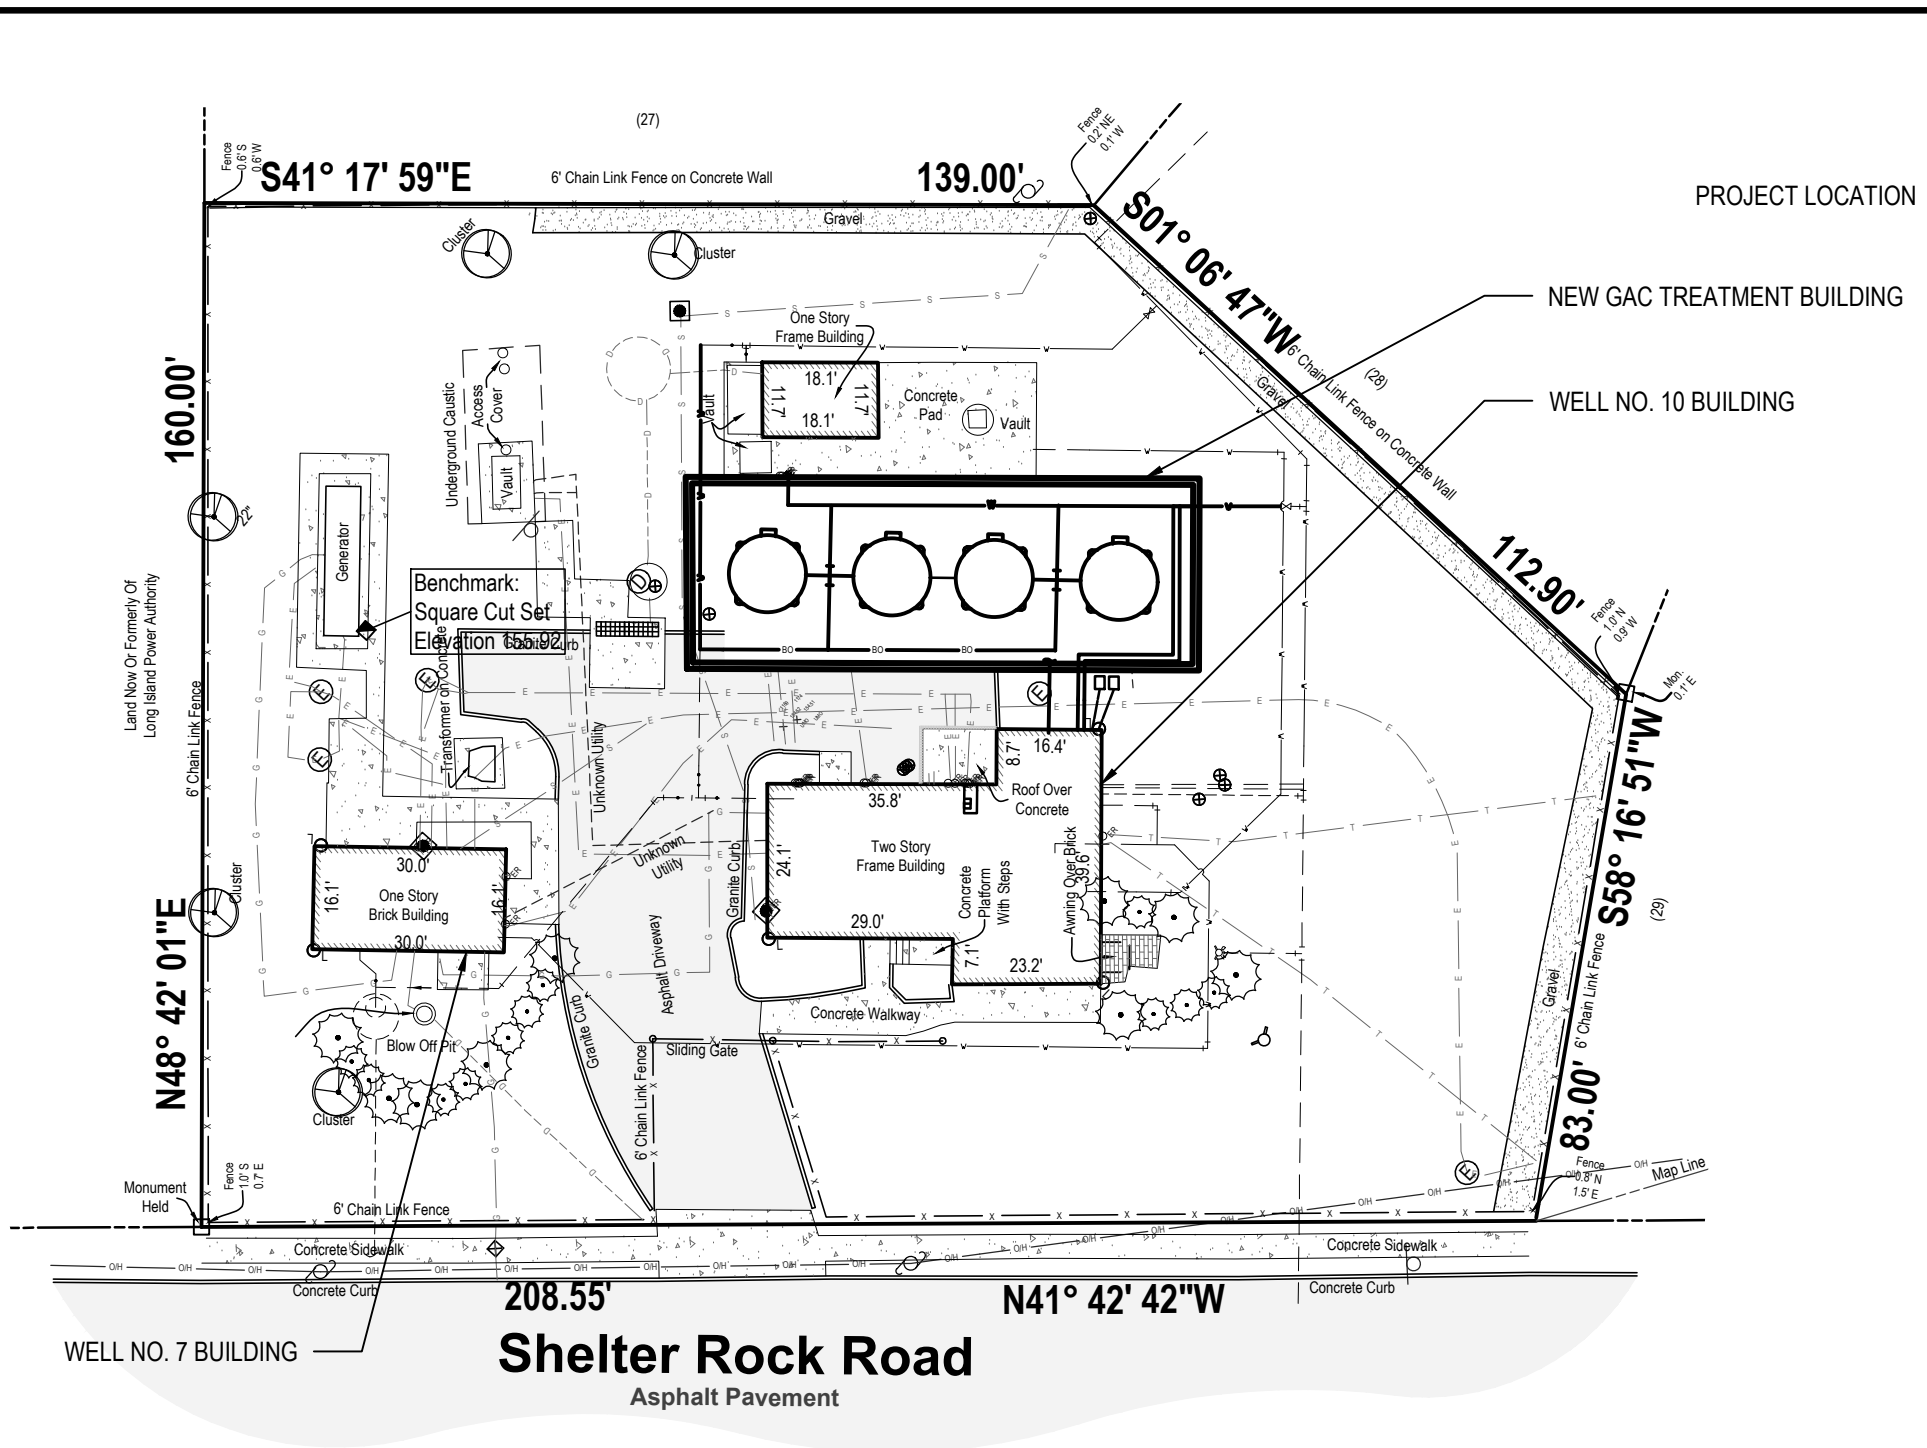 (27)
Fence
0.6' S
0.6' W
S41° 17' 59"E
6' Chain Link Fence on Concrete Wall
139.00'
Fence
0.2' NE
0.1' W
PROJECT LOCATION
Gravel
Cluster
Cluster
S01° 06' 47"W
NEW GAC TREATMENT BUILDING
One Story
Frame Building
18.1'
11.7'
11.7'
18.1'
Vault
Concrete
Pad
Vault
6' Chain Link Fence on Concrete Wall
(28)
Gravel
WELL NO. 10 BUILDING
160.00'
Underground Caustic
Access
Cover
Vault
22"
Generator
Benchmark:
Square Cut Set
Elevation 155.92
Granite Curb
112.90'
Fence
1.0' N
0.9' W
Mon.
0.1' E
Land Now Or Formerly Of
Long Island Power Authority
6' Chain Link Fence
Transformer on Concrete
Unknown Utility
16.4'
8.7'
Roof Over
Concrete
35.8'
S58° 16' 51"W
(29)
Two Story
Frame Building
24.1'
39.6'
Awning Over Brick
Concrete
Platform
With Steps
Unknown
Utility
Granite Curb
30.0'
16.1'
One Story
Brick Building
16.1'
30.0'
29.0'
7.1'
23.2'
Cluster
N48° 42' 01"E
Asphalt Driveway
Concrete Walkway
Granite Curb
Blow Off Pit
Sliding Gate
6' Chain Link Fence
Gravel
6' Chain Link Fence
83.00'
Cluster
Fence
0.8' N
1.5' E
Map Line
Monument
Held
Fence
1.0' S
0.7' E
6' Chain Link Fence
Concrete Sidewalk
Concrete Sidewalk
Concrete Curb
Concrete Curb
208.55'
N41° 42' 42"W
WELL NO. 7 BUILDING
Shelter Rock Road
Asphalt Pavement